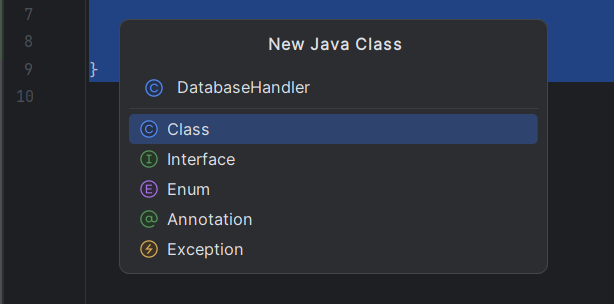 7
New Java Class
8
9 }
DatabaseHandler
10
Class
Interface
Enum
Annotation
Exception